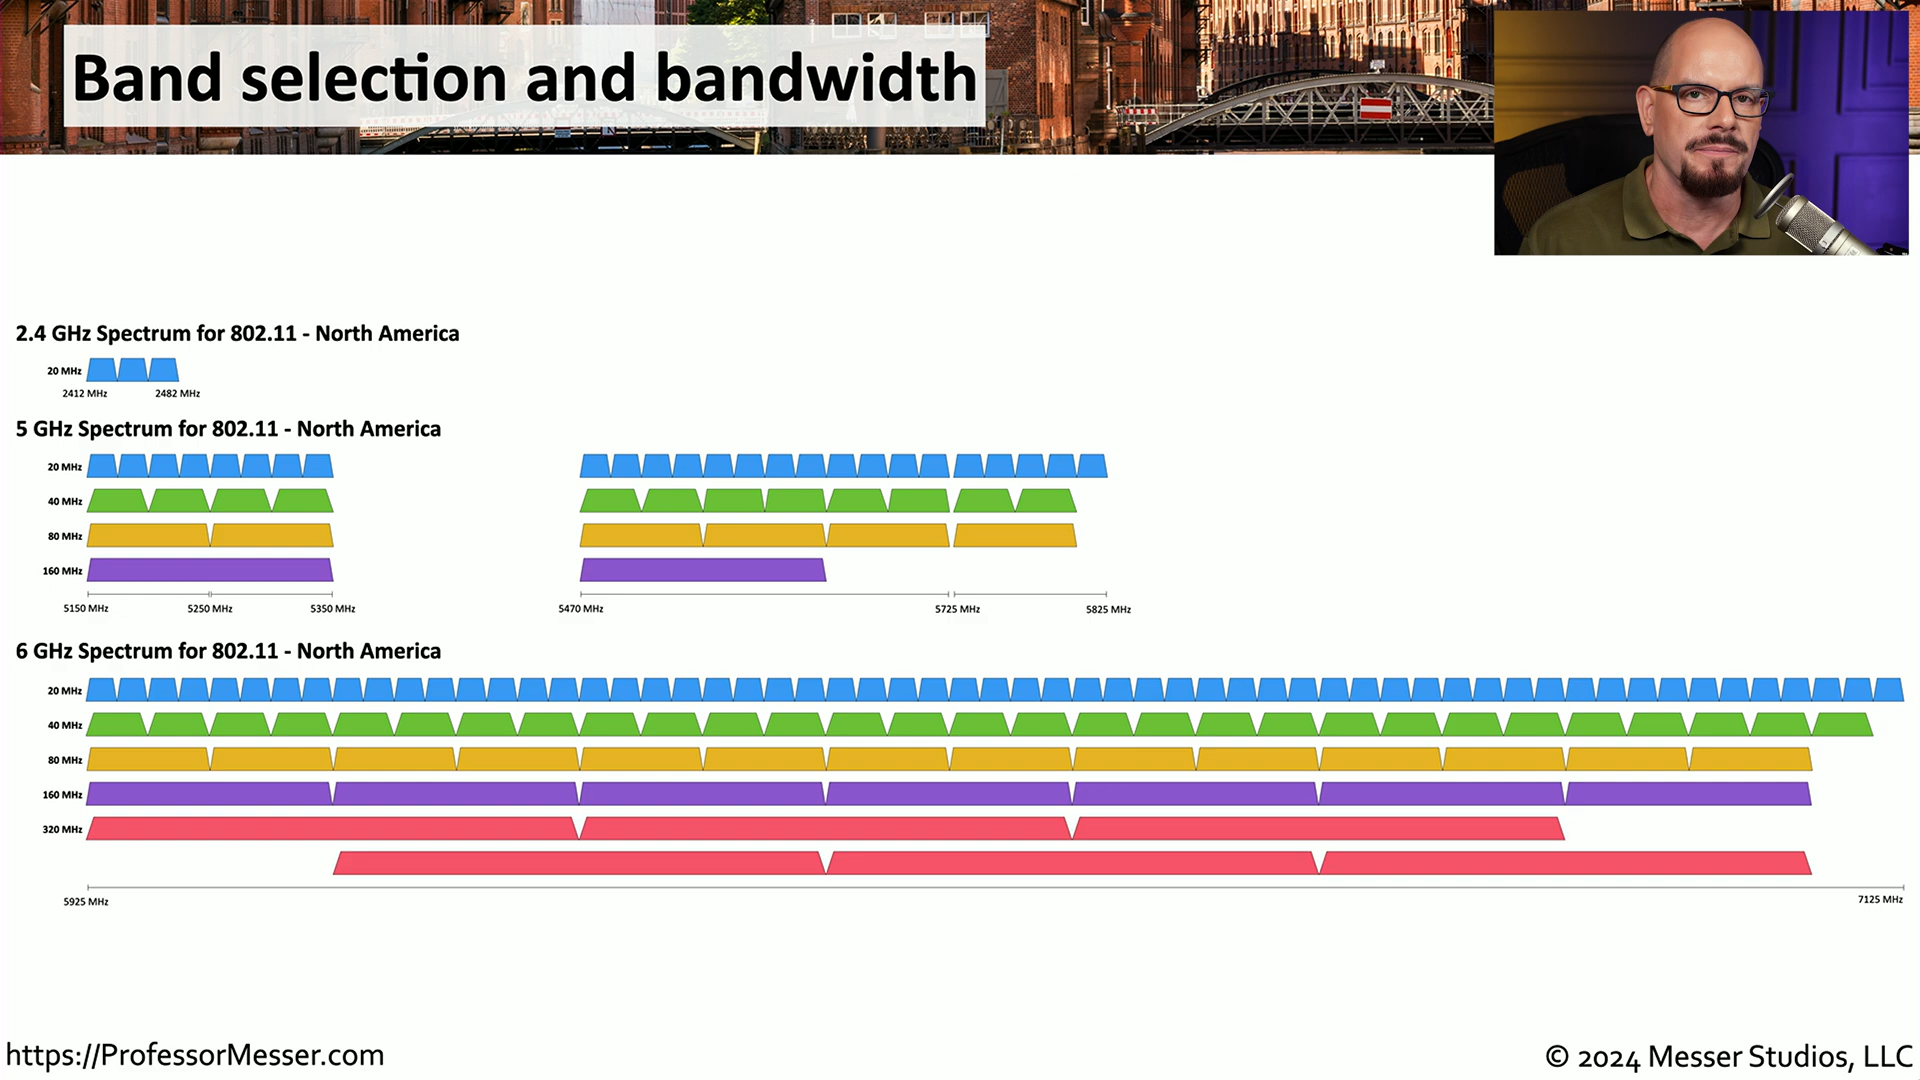 Band selection and bandwidth
2.4 GHz Spectrum for 802.11 - North America
20 MHz
2412 MHz 2482 MHz
5 GHz Spectrum for 802.11 - North America
20 MHz
40 MHz
80 MHz
160 MHz
5150 MHz 5250 MHz 5350 MHz 5470 MHz 5725 MHz 5825 MHz
6 GHz Spectrum for 802.11 - North America
20 MHz
40 MHz
80 MHz
160 MHz
320 MHz
5925 MHz 7125 MHz
https://ProfessorMesser.com © 2024 Messer Studios, LLC